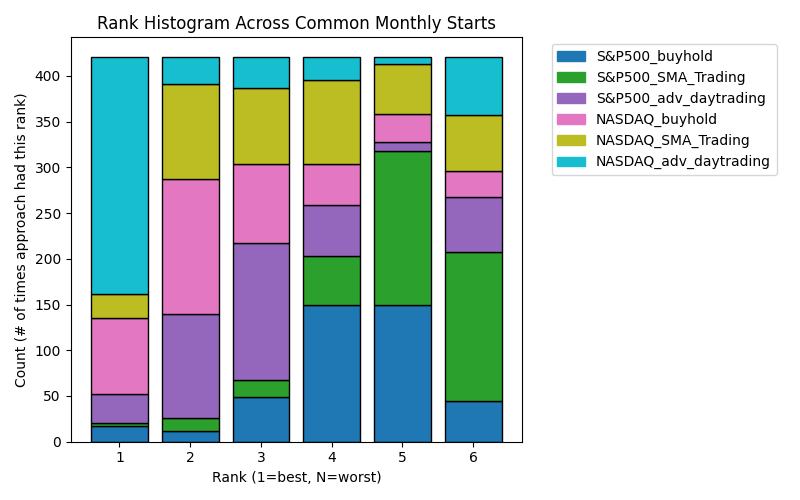 Rank Histogram Across Common Monthly Starts
Count (# of times approach had this rank)
400
350
300
250
200
150
100
50
0
1 2 3 4 5 6
Rank (1=best, N=worst)
S&P500_buyhold
S&P500_SMA_Trading
S&P500_adv_daytrading
NASDAQ_buyhold
NASDAQ_SMA_Trading
NASDAQ_adv_daytrading